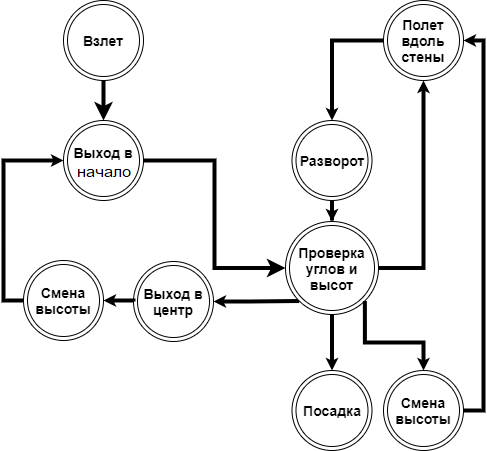 Взлет
Полет
вдоль
стены
Выход в
начало
Разворот
Проверка
углов и
высот
Смена
высоты
Выход в
центр
Посадка
Смена
высоты